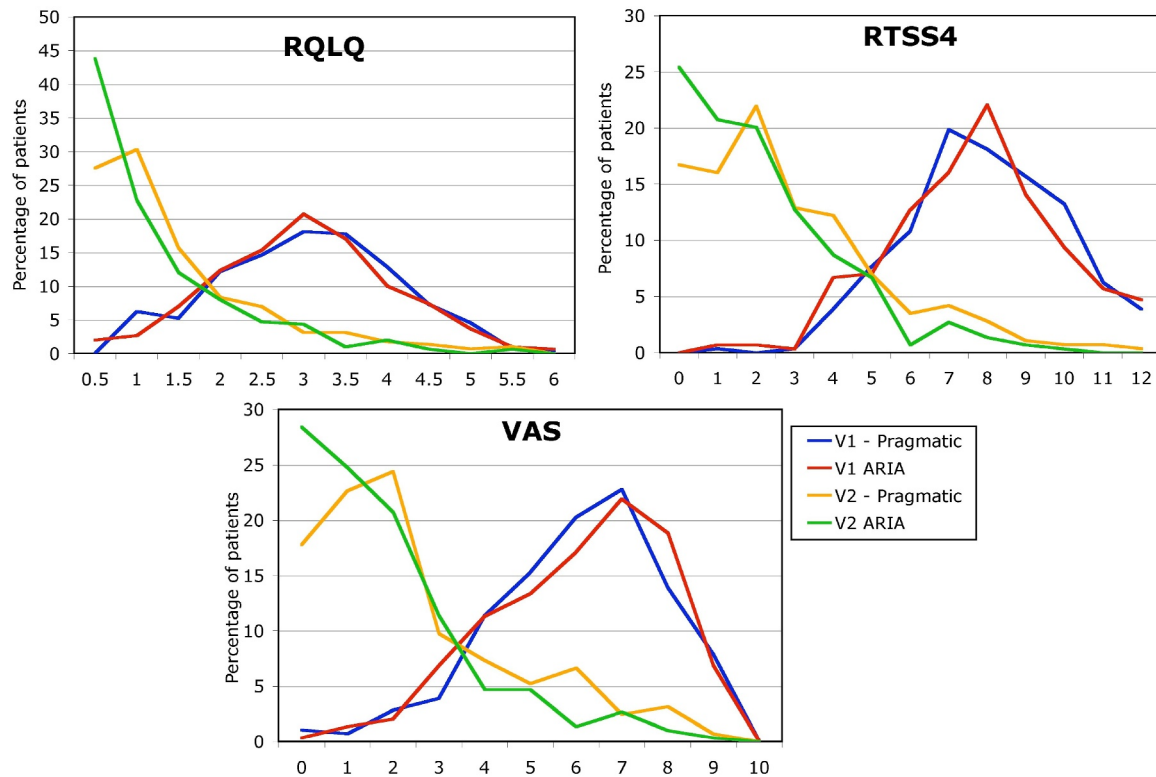 RQLQ
Percentage of patients
50
45
40
35
30
25
20
15
10
5
0
0.5 1 1.5 2 2.5 3 3.5 4 4.5 5 5.5 6
RTSS4
Percentage of patients
30
25
20
15
10
5
0
0 1 2 3 4 5 6 7 8 9 10 11 12
VAS
Percentage of patients
30
25
20
15
10
5
0
0 1 2 3 4 5 6 7 8 9 10
V1 - Pragmatic
V1 ARIA
V2 - Pragmatic
V2 ARIA